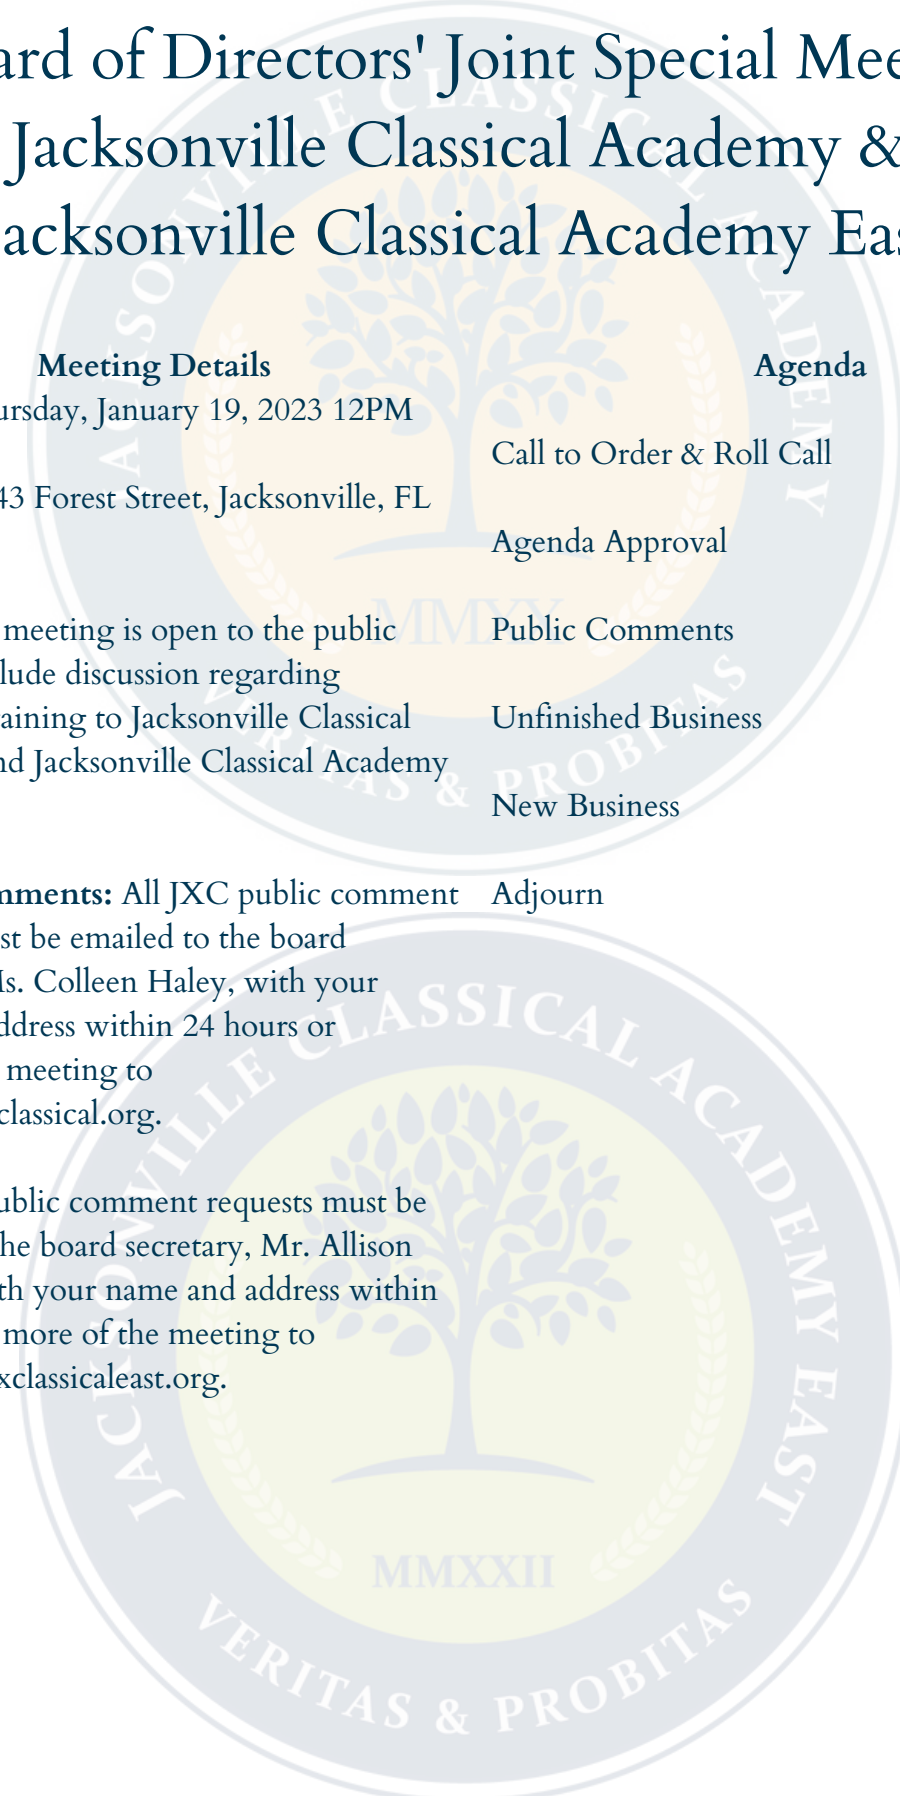 ard of Directors' Joint Special Mee
Jacksonville Classical Academy &
acksonville Classical Academy Eas
Meeting Details
ursday, January 19, 2023 12PM
43 Forest Street, Jacksonville, FL
meeting is open to the public
lude discussion regarding
aining to Jacksonville Classical
nd Jacksonville Classical Academy
mments: All JXC public comment
st be emailed to the board
s. Colleen Haley, with your
ddress within 24 hours or
meeting to
classical.org.
ublic comment requests must be
he board secretary, Mr. Allison
th your name and address within
more of the meeting to
xclassicaleast.org.
Agenda
Call to Order & Roll Call
Agenda Approval
Public Comments
Unfinished Business
New Business
Adjourn
JACKSONVILLE CLASSICAL ACADEMY
MMXX
VERITAS & PROBITAS
JACKSONVILLE CLASSICAL ACADEMY EAST
MMXXII
VERITAS & PROBITAS